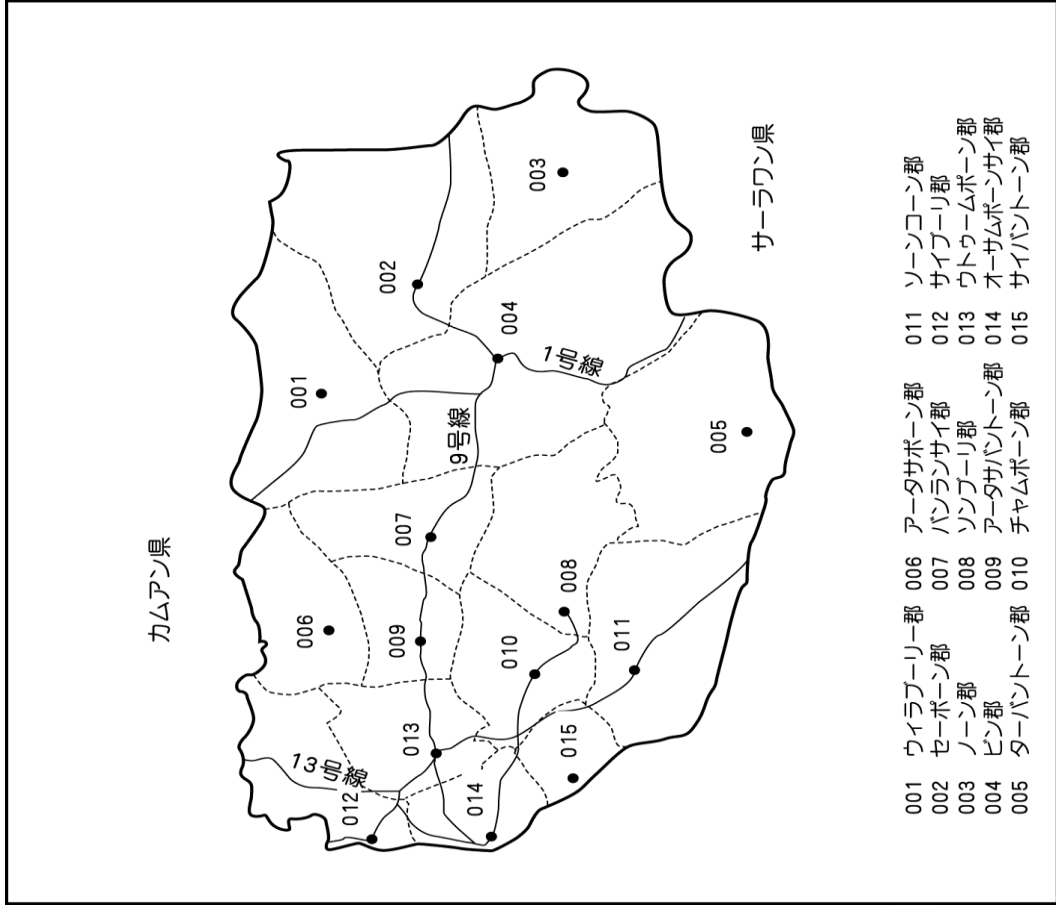 カムアン県
サーラワン県
13号線
9号線
1号線
001
002
003
004
005
006
007
008
009
010
011
012
013
014
015
001 ウィラブーリー郡
002 セーポーン郡
003 ノーン郡
004 ピン郡
005 ターパントーン郡
006 アータサポーン郡
007 パンランサイ郡
008 ソンブーリ郡
009 アータサパントーン郡
010 チャムポーン郡
011 ソーンコーン郡
012 サイブーリ郡
013 ウトゥームポーン郡
014 オーサムポーンサイ郡
015 サイパントーン郡